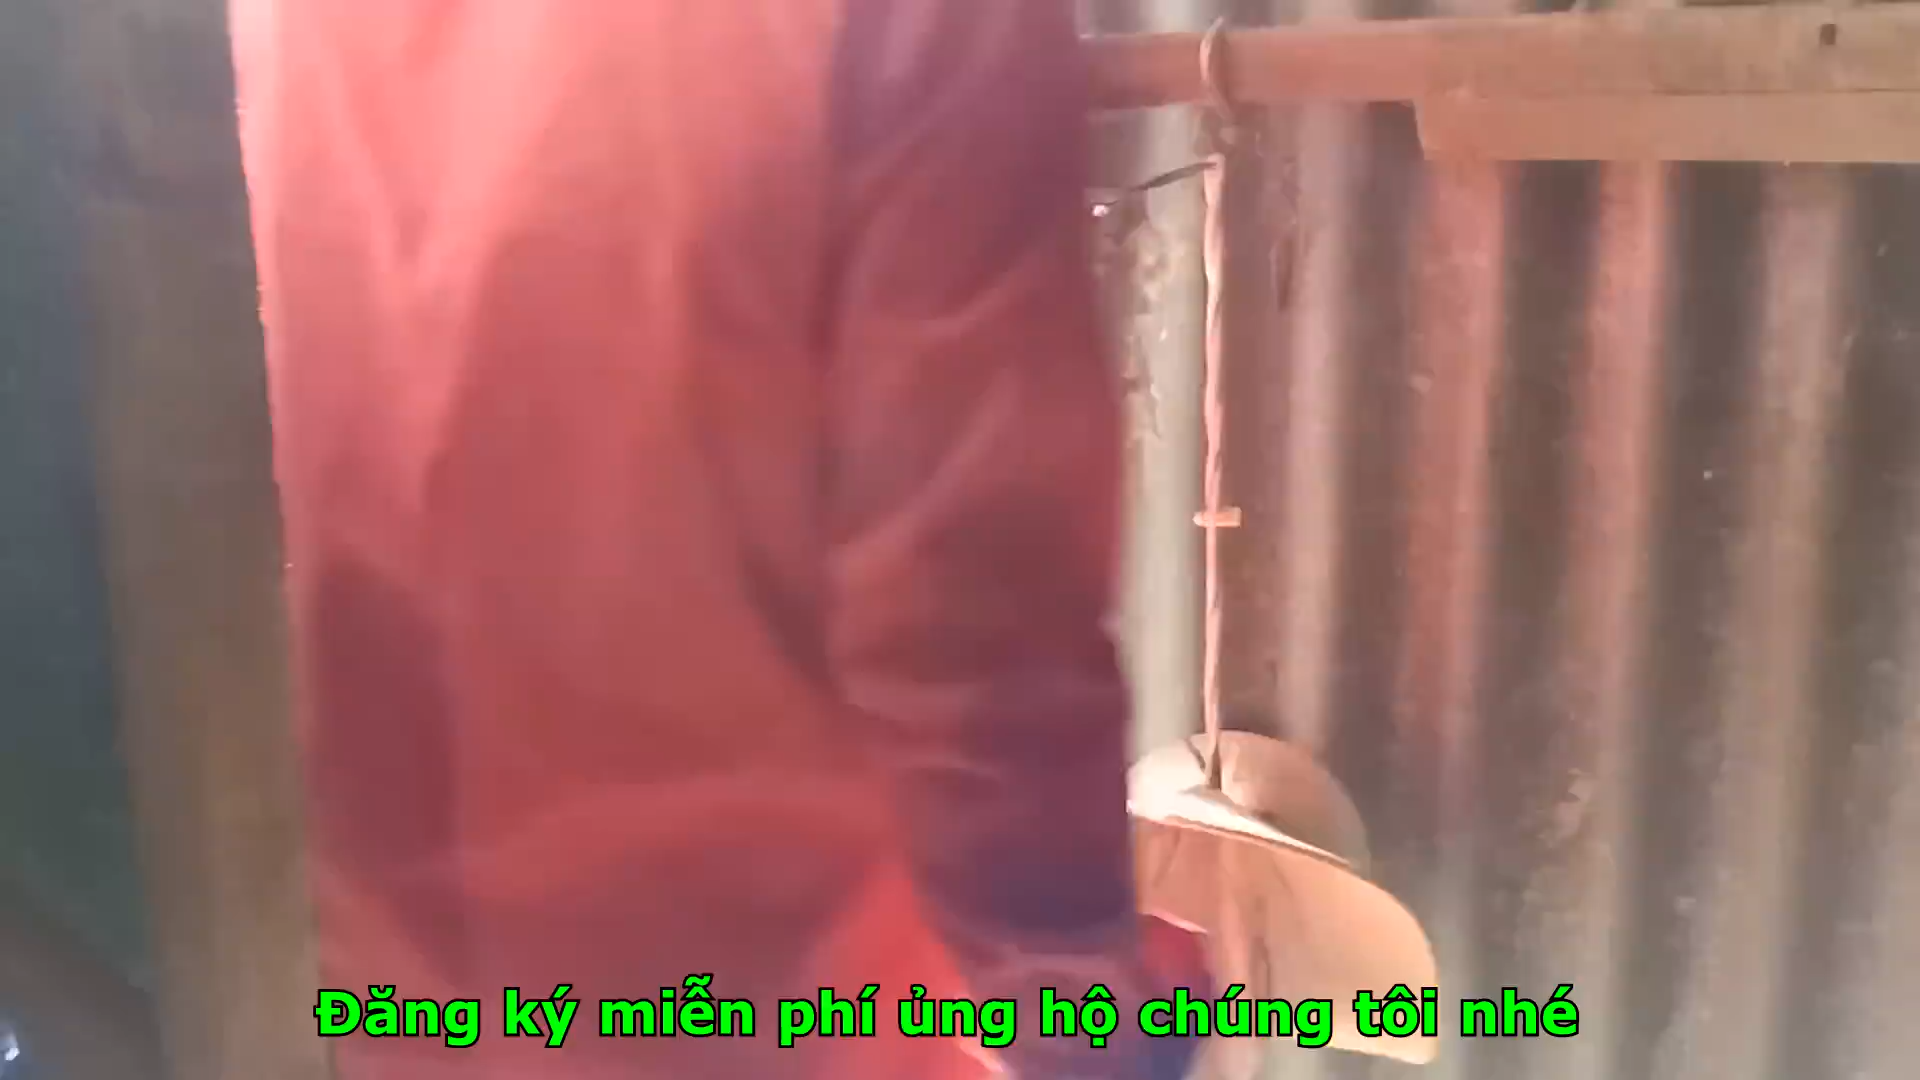 Đăng ký miễn phí ủng hộ chúng tôi nhé